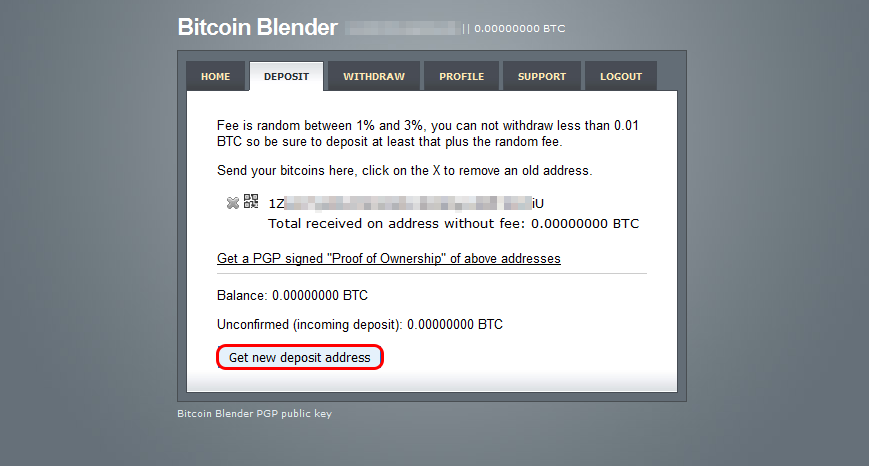 Bitcoin Blender || 0.00000000 BTC
HOME DEPOSIT WITHDRAW PROFILE SUPPORT LOGOUT
Fee is random between 1% and 3%, you can not withdraw less than 0.01
BTC so be sure to deposit at least that plus the random fee.
Send your bitcoins here, click on the X to remove an old address.
1Z iU
Total received on address without fee: 0.00000000 BTC
Get a PGP signed "Proof of Ownership" of above addresses
Balance: 0.00000000 BTC
Unconfirmed (incoming deposit): 0.00000000 BTC
Get new deposit address
Bitcoin Blender PGP public key